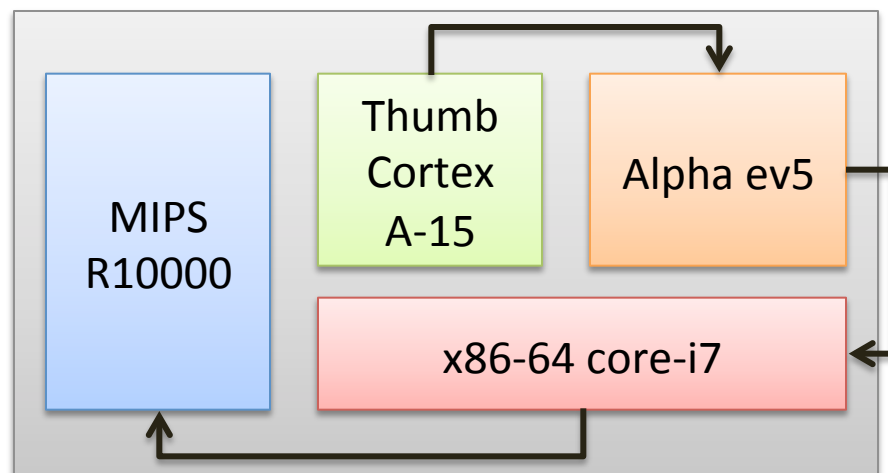 MIPS
R10000
Thumb
Cortex
A-15
Alpha ev5
x86-64 core-i7